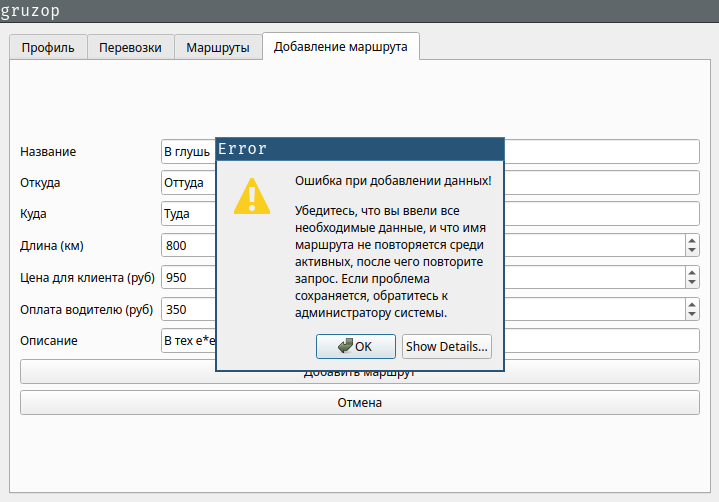 gruzop
Профиль Перевозки Маршруты Добавление маршрута
Error
Ошибка при добавлении данных!
Убедитесь, что вы ввели все
необходимые данные, и что имя
маршрута не повторяется среди
активных, после чего повторите
запрос. Если проблема
сохраняется, обратитесь к
администратору системы.
OK Show Details...
Название В глушь
Откуда Оттуда
Куда Туда
Длина (км) 800
Цена для клиента (руб) 950
Оплата водителю (руб) 350
Описание В тех е*е
Добавить маршрут
Отмена